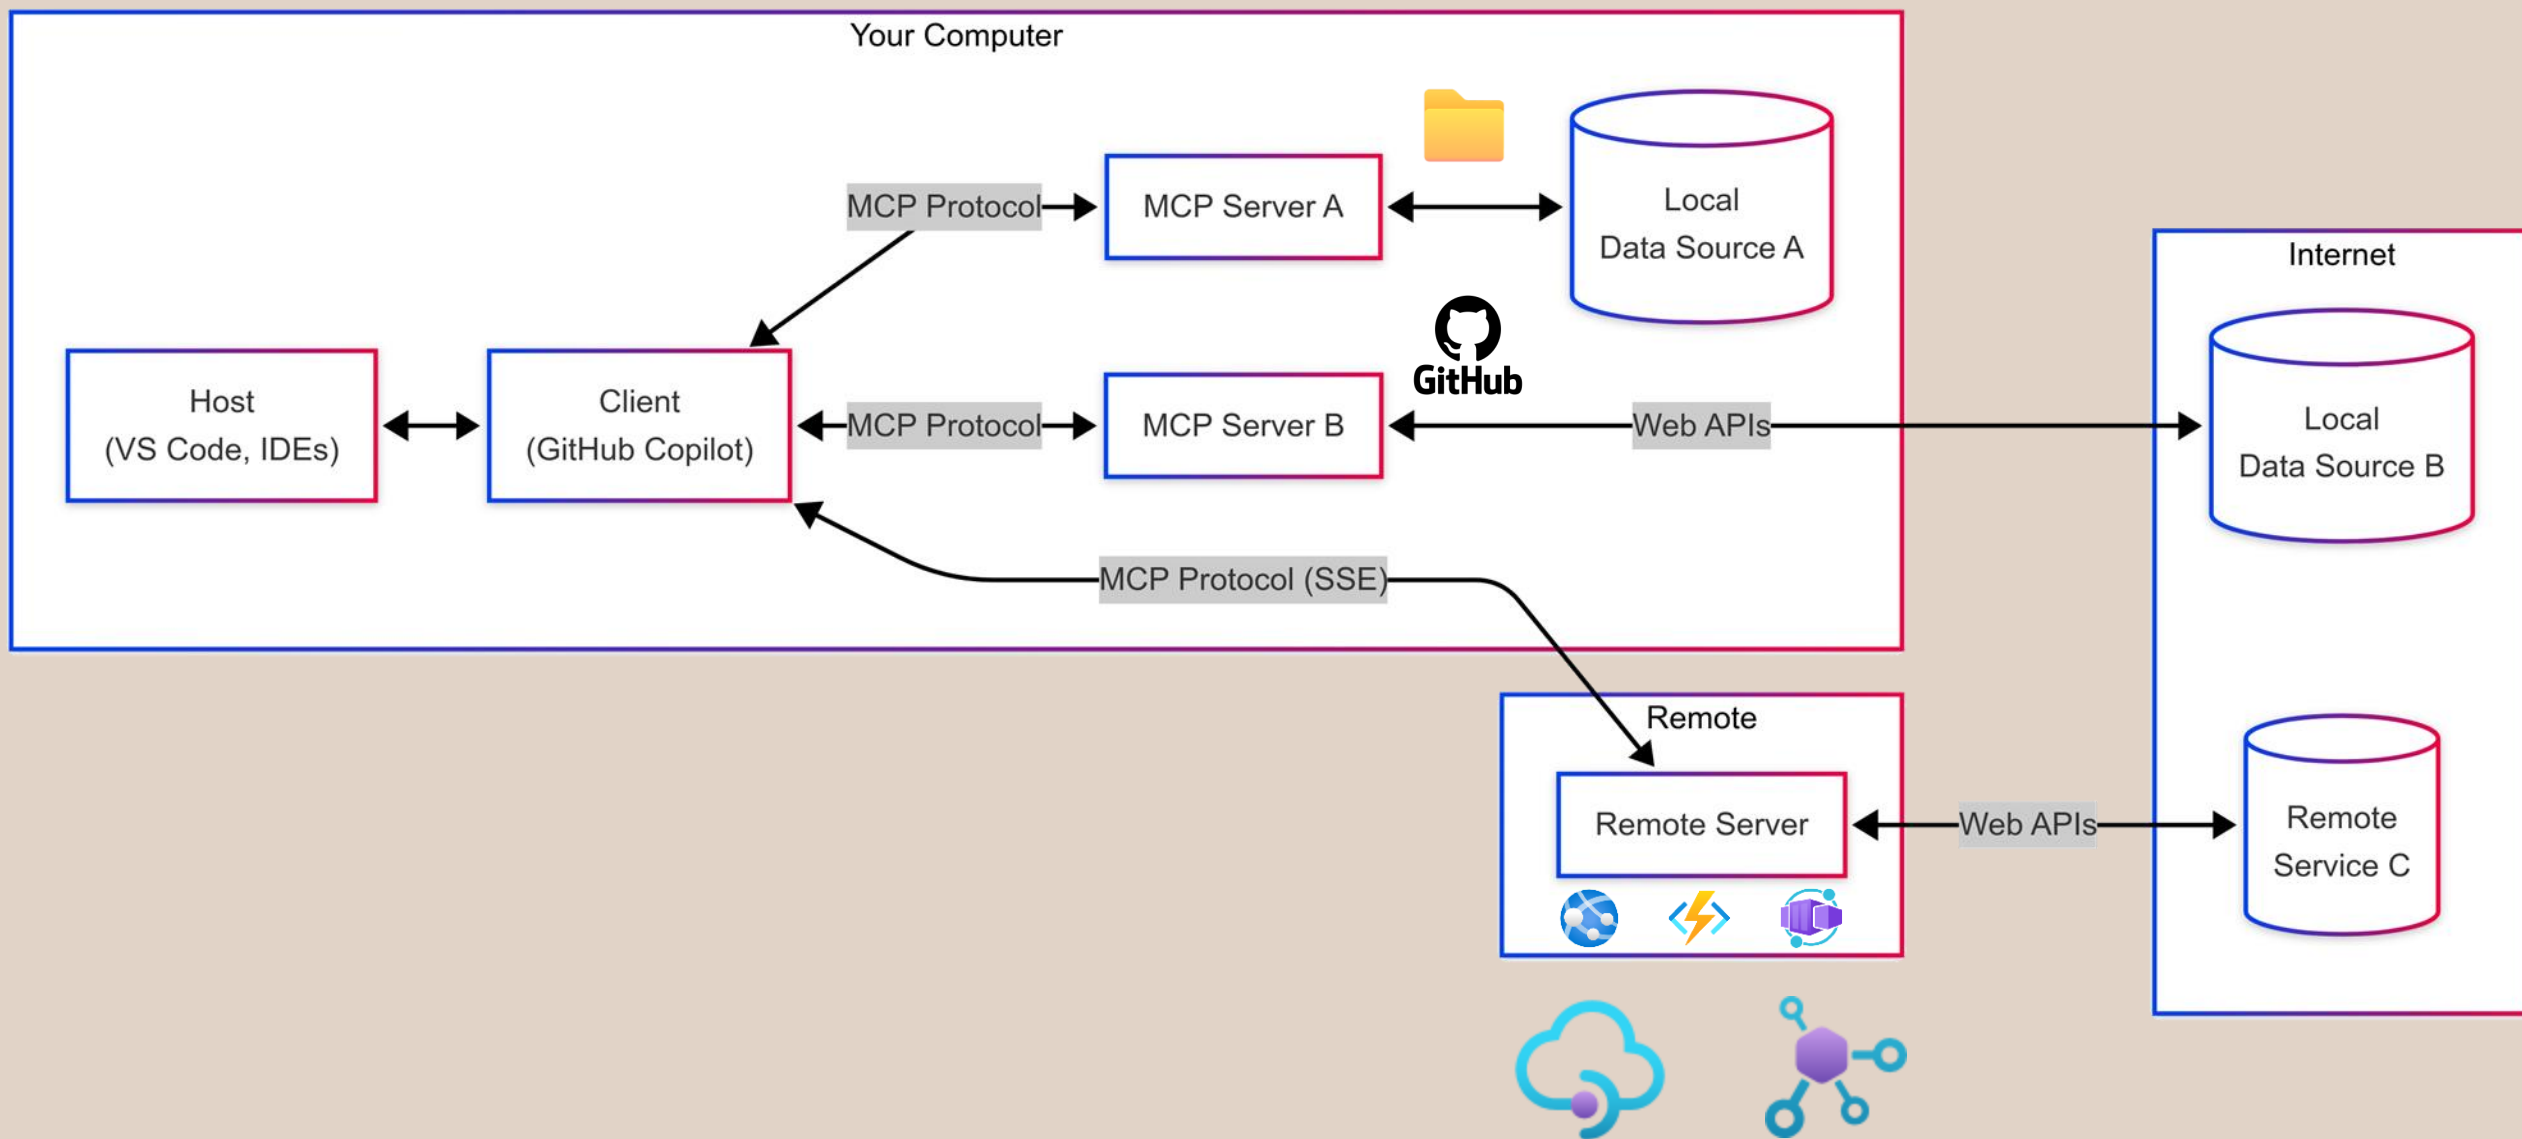 Your Computer
MCP Protocol
MCP Server A
Local
Data Source A
Internet
GitHub
Host
(VS Code, IDEs)
Client
(GitHub Copilot)
MCP Protocol
MCP Server B
Web APIs
Local
Data Source B
MCP Protocol (SSE)
Remote
Remote Server
Web APIs
Remote
Service C